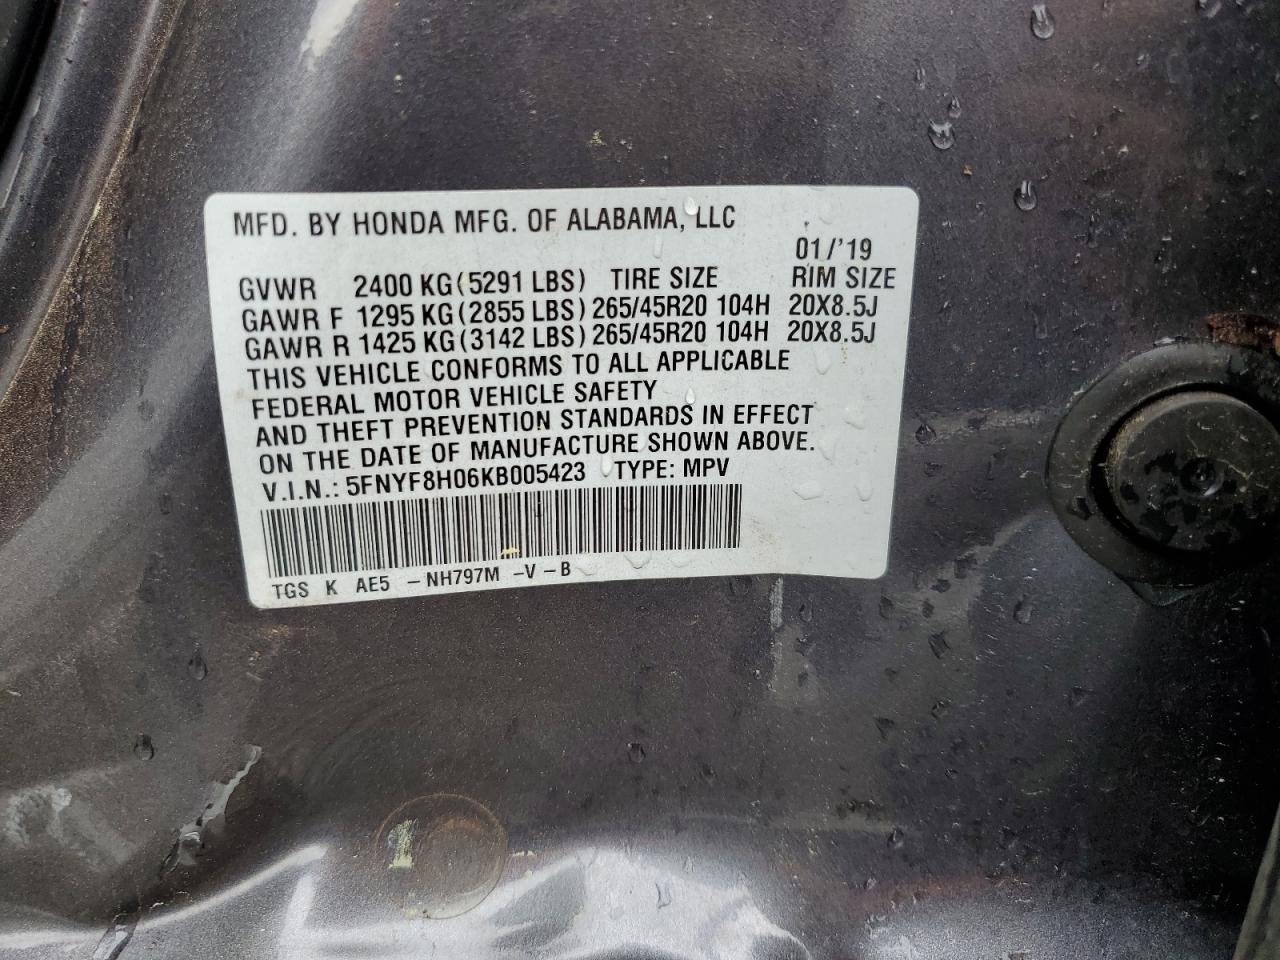 MFD. BY HONDA MFG. OF ALABAMA, LLC
01/'19
GVWR 2400 KG(5291 LBS) TIRE SIZE RIM SIZE
GAWR F 1295 KG(2855 LBS) 265/45R20 104H 20X8.5J
GAWR R 1425 KG(3142 LBS) 265/45R20 104H 20X8.5J
THIS VEHICLE CONFORMS TO ALL APPLICABLE
FEDERAL MOTOR VEHICLE SAFETY
AND THEFT PREVENTION STANDARDS IN EFFECT
ON THE DATE OF MANUFACTURE SHOWN ABOVE.
V.I.N.: 5FNYF8H06KB005423 TYPE: MPV
TGS K AE5 -NH797M -V-B